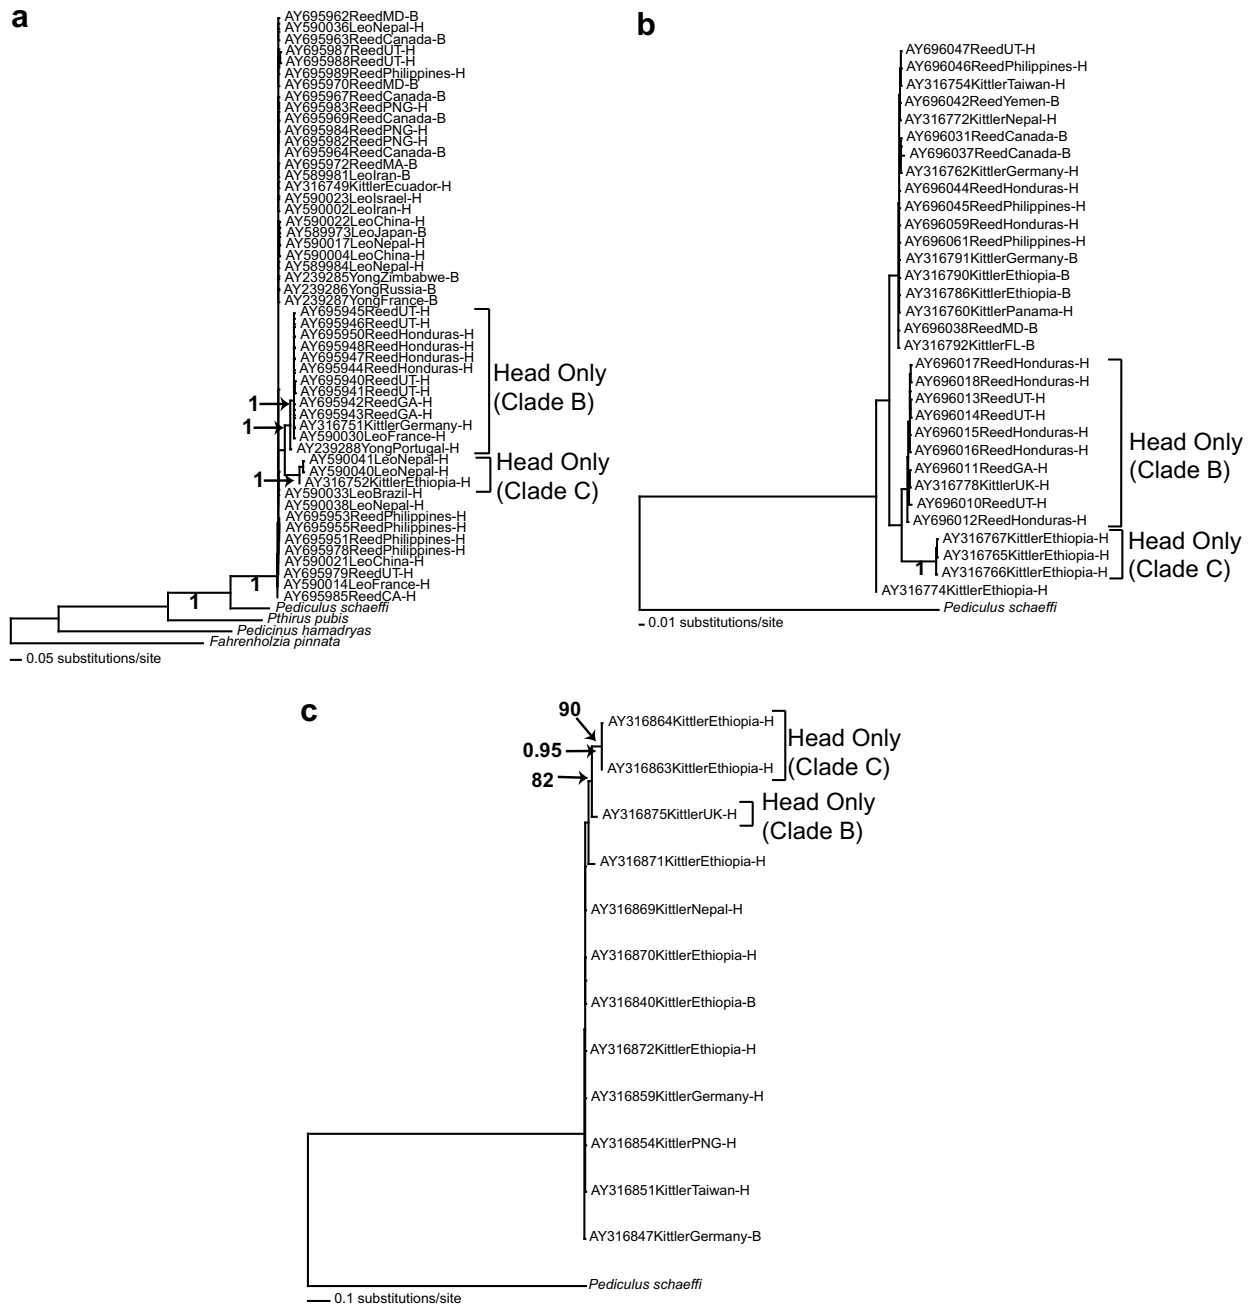 a
AY695962ReedMD-B
AY590036LeoNepal-H
AY695963ReedCanada-B
AY695987ReedUT-H
AY695988ReedUT-H
AY695989ReedPhilippines-H
AY695970ReedMD-B
AY695967ReedCanada-B
AY695983ReedPNG-H
AY695969ReedCanada-B
AY695984ReedPNG-H
AY695982ReedPNG-H
AY695964ReedCanada-B
AY695972ReedMA-B
AY589981LeoIran-B
AY316749KittlerEcuador-H
AY590023LeoIsrael-H
AY590002LeoIran-H
AY590022LeoChina-H
AY589973LeoJapan-B
AY590017LeoNepal-H
AY590004LeoChina-H
AY589984LeoNepal-H
AY239285YongZimbabwe-B
AY239286YongRussia-B
AY239287YongFrance-B
AY695945ReedUT-H
AY695946ReedUT-H
AY695950ReedHonduras-H
AY695948ReedHonduras-H
AY695947ReedHonduras-H
AY695944ReedHonduras-H
AY695940ReedUT-H
AY695941ReedUT-H
AY695942ReedGA-H
AY695943ReedGA-H
AY316751KittlerGermany-H
AY590030LeoFrance-H
AY239288YongPortugal-H
AY590041LeoNepal-H
AY590040LeoNepal-H
AY316752KittlerEthiopia-H
AY590033LeoBrazil-H
AY590038LeoNepal-H
AY695953ReedPhilippines-H
AY695955ReedPhilippines-H
AY695951ReedPhilippines-H
AY695978ReedPhilippines-H
AY590021LeoChina-H
AY695979ReedUT-H
AY590014LeoFrance-H
AY695985ReedCA-H
Pediculus schaeffi
Pthirus pubis
Pedicinus hamadryas
Fahrenholzia pinnata
Head Only
(Clade B)
Head Only
(Clade C)
1
1
1
1
1
0.05 substitutions/site
b
AY696047ReedUT-H
AY696046ReedPhilippines-H
AY316754KittlerTaiwan-H
AY696042ReedYemen-B
AY316772KittlerNepal-H
AY696031ReedCanada-B
AY696037ReedCanada-B
AY316762KittlerGermany-H
AY696044ReedHonduras-H
AY696045ReedPhilippines-H
AY696059ReedHonduras-H
AY696061ReedPhilippines-H
AY316791KittlerGermany-B
AY316790KittlerEthiopia-B
AY316786KittlerEthiopia-B
AY316760KittlerPanama-H
AY696038ReedMD-B
AY316792KittlerFL-B
AY696017ReedHonduras-H
AY696018ReedHonduras-H
AY696013ReedUT-H
AY696014ReedUT-H
AY696015ReedHonduras-H
AY696016ReedHonduras-H
AY696011ReedGA-H
AY316778KittlerUK-H
AY696010ReedUT-H
AY696012ReedHonduras-H
AY316767KittlerEthiopia-H
AY316765KittlerEthiopia-H
AY316766KittlerEthiopia-H
AY316774KittlerEthiopia-H
Pediculus schaeffi
Head Only
(Clade B)
Head Only
(Clade C)
1
0.01 substitutions/site
c
90
0.95
82
AY316864KittlerEthiopia-H
AY316863KittlerEthiopia-H
Head Only
(Clade C)
AY316875KittlerUK-H
Head Only
(Clade B)
AY316871KittlerEthiopia-H
AY316869KittlerNepal-H
AY316870KittlerEthiopia-H
AY316840KittlerEthiopia-B
AY316872KittlerEthiopia-H
AY316859KittlerGermany-H
AY316854KittlerPNG-H
AY316851KittlerTaiwan-H
AY316847KittlerGermany-B
Pediculus schaeffi
0.1 substitutions/site